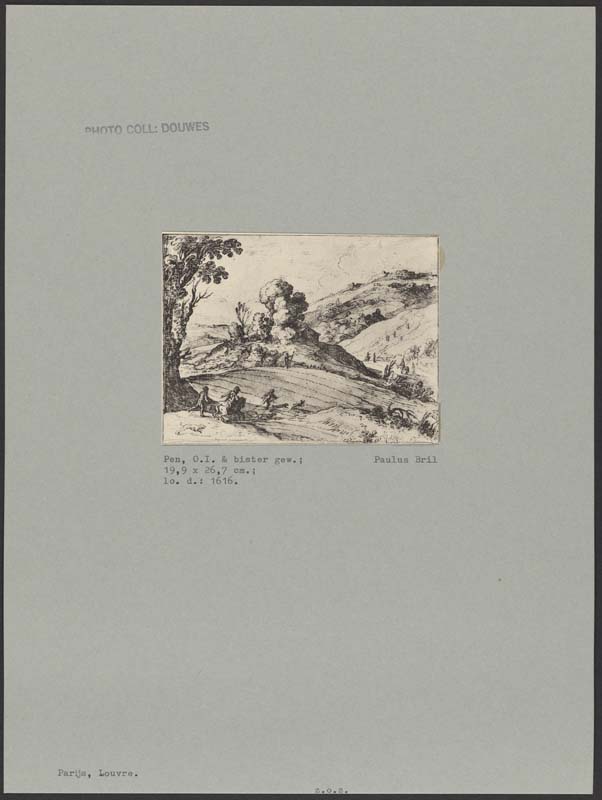 PHOTO COLL: DOUWES
Pen, O.I. & bister gew.; Paulus Bril
19,9 x 26,7 cm.;
lo. d.: 1616.
Parijs, Louvre.
z.o.z.